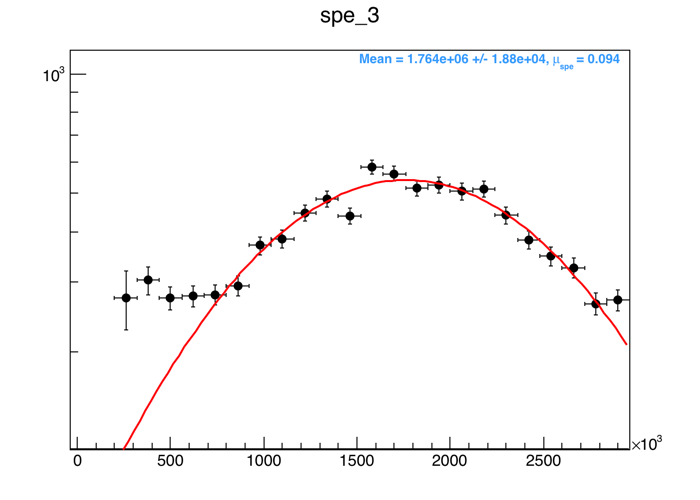 spe_3
Mean = 1.764e+06 +/- 1.88e+04, μspe = 0.094
10³
0 500 1000 1500 2000 2500 ×10³